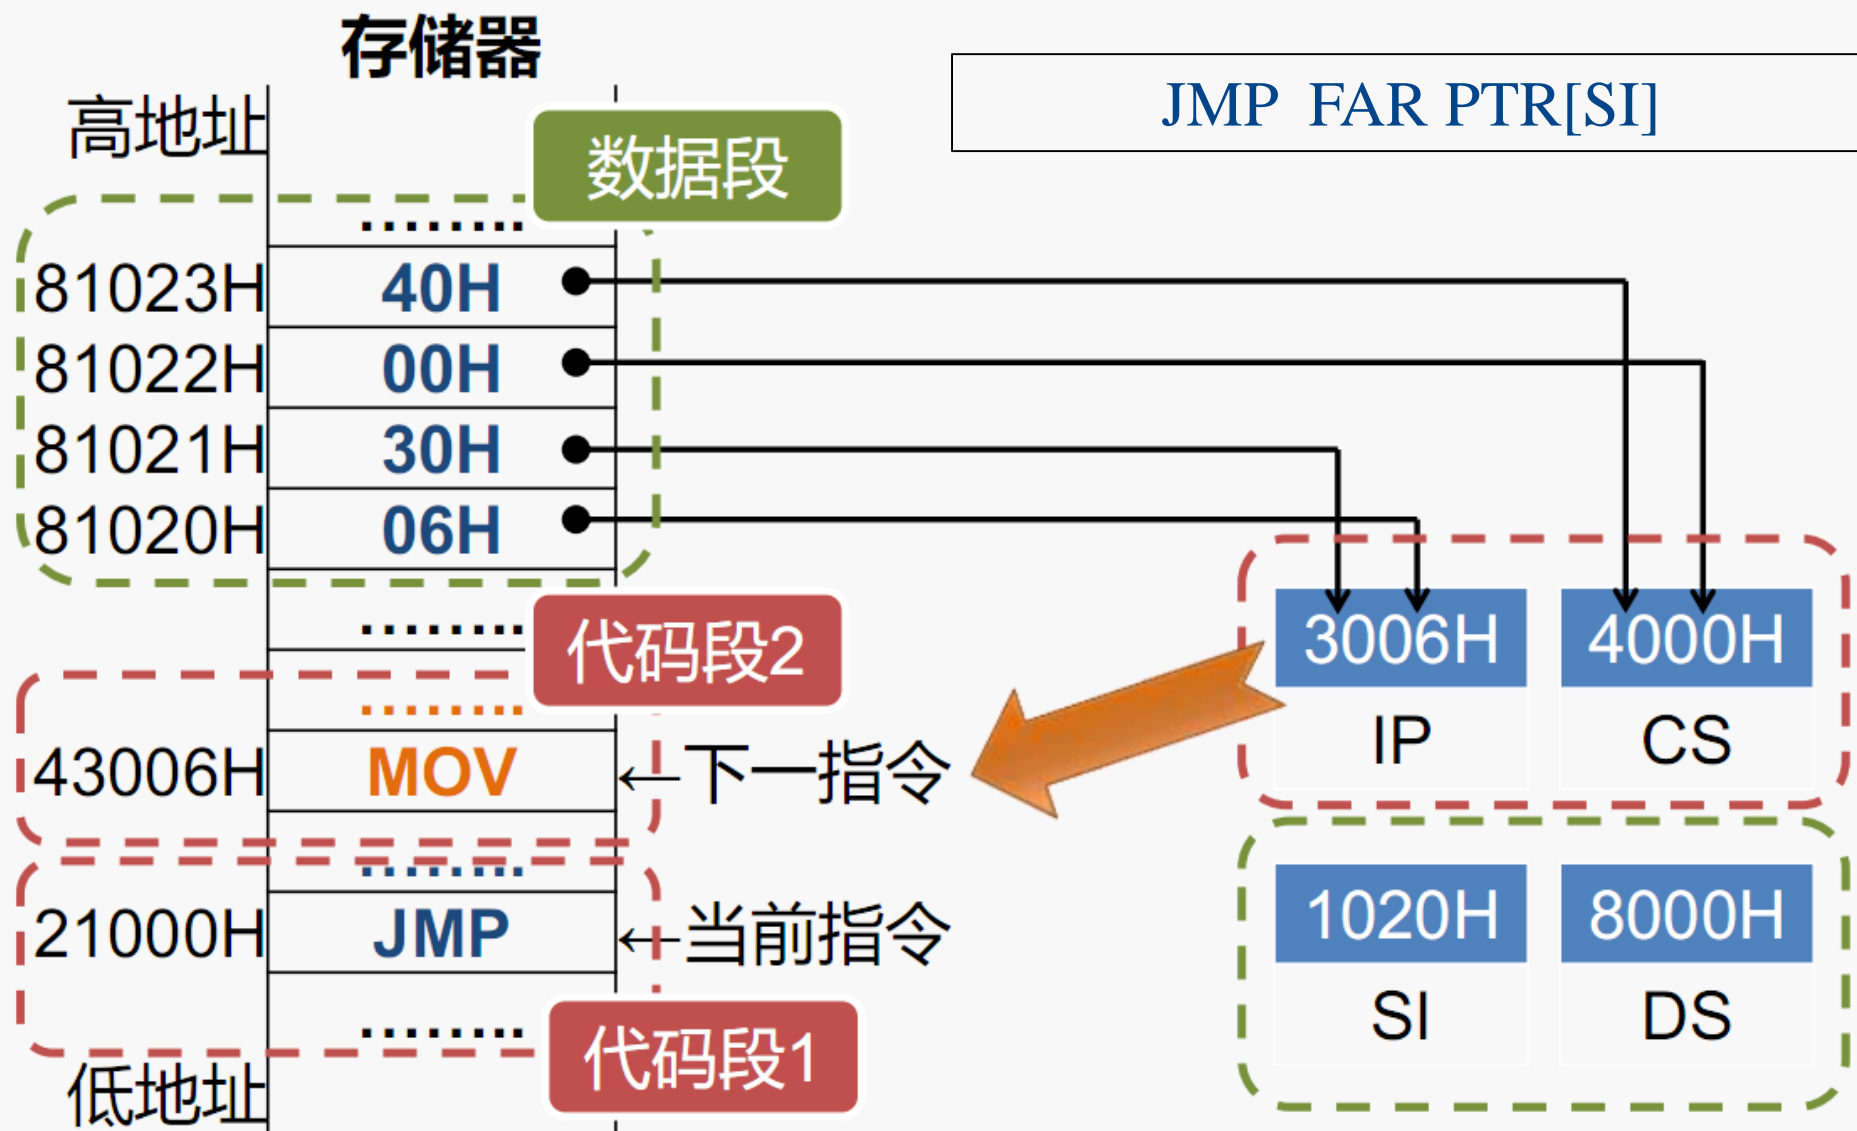 存储器
JMP FAR PTR[SI]
高地址
数据段
........
81023H 40H
81022H 00H
81021H 30H
81020H 06H
........
代码段2
........
3006H 4000H
IP CS
43006H MOV ←下一指令
........
1020H 8000H
SI DS
21000H JMP ←当前指令
........
代码段1
低地址